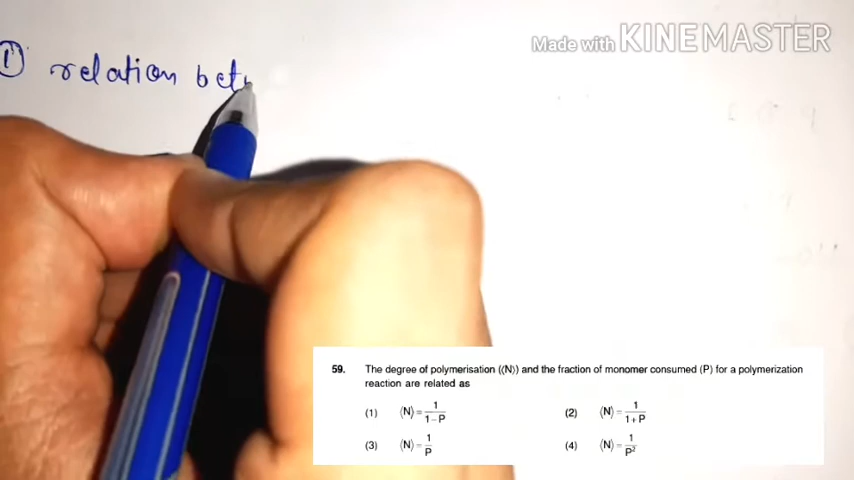 Made with KINEMASTER
① relation bet
59. The degree of polymerisation (⟨N⟩) and the fraction of monomer consumed (P) for a polymerization
reaction are related as
(1) ⟨N⟩ = 1/(1–P) (2) ⟨N⟩ = 1/(1+P)
(3) ⟨N⟩ = 1/P (4) ⟨N⟩ = 1/P²